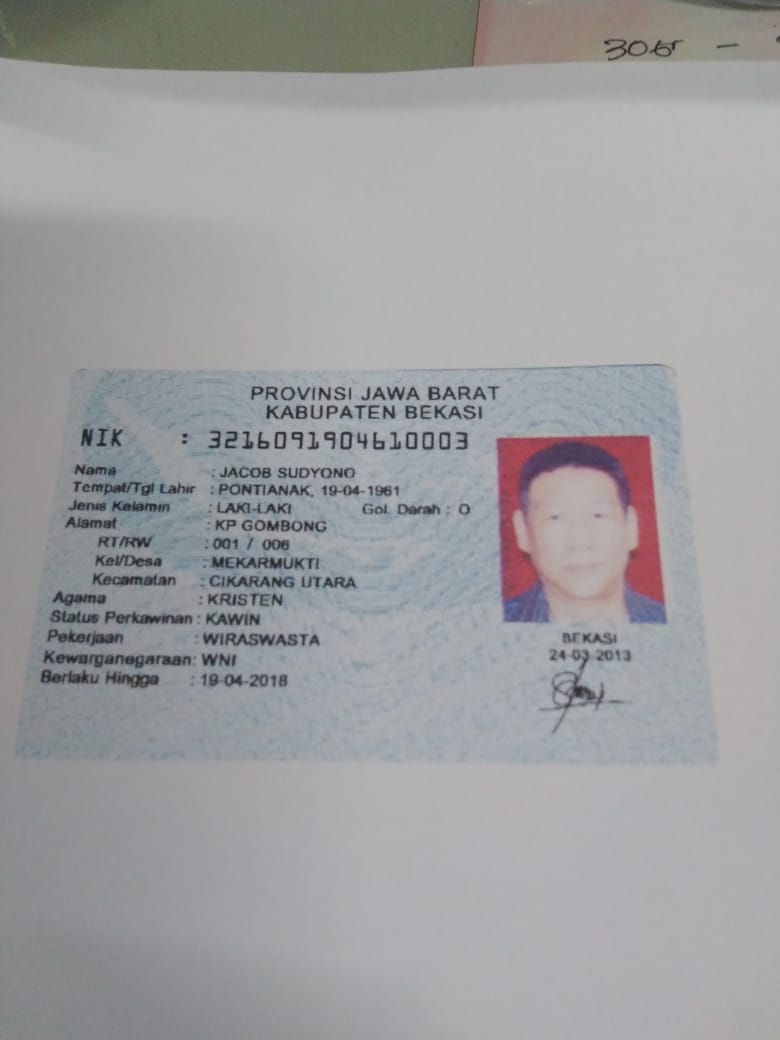 306 -
PROVINSI JAWA BARAT
KABUPATEN BEKASI
NIK : 3216091904610003
Nama : JACOB SUDYONO
Tempat/Tgl Lahir : PONTIANAK, 19-04-1961
Jenis Kelamin : LAKI-LAKI Gol. Darah : O
Alamat : KP GOMBONG
RT/RW : 001 / 006
Kel/Desa : MEKARMUKTI
Kecamatan : CIKARANG UTARA
Agama : KRISTEN
Status Perkawinan : KAWIN
Pekerjaan : WIRASWASTA
Kewarganegaraan: WNI
Berlaku Hingga : 19-04-2018
BEKASI
24-03-2013